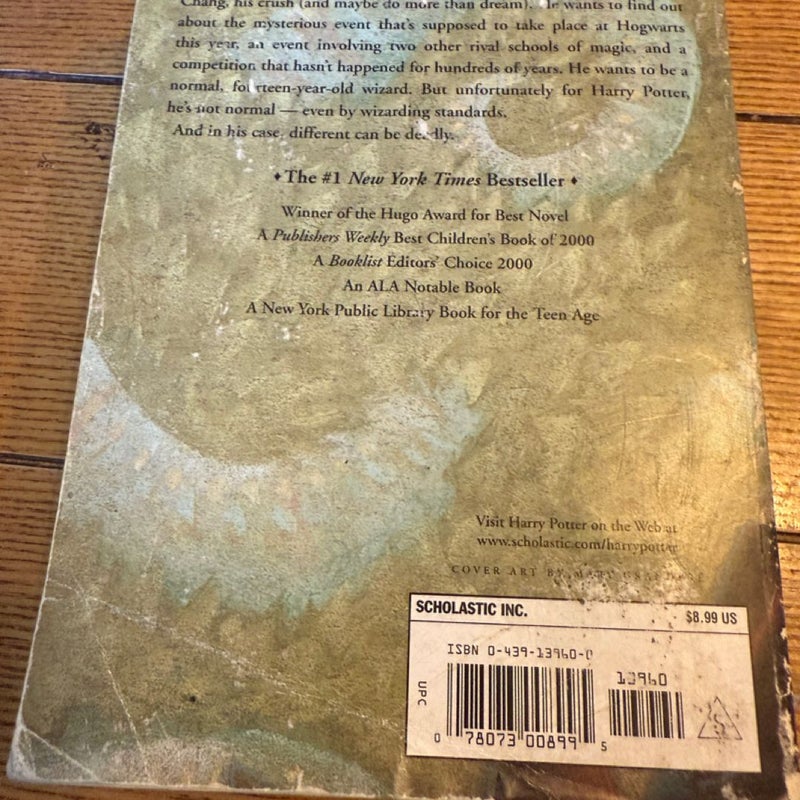 Chang, his crush (and maybe do more than dream). He wants to find out
about the mysterious event that's supposed to take place at Hogwarts
this year, an event involving two other rival schools of magic, and a
competition that hasn't happened for hundreds of years. He wants to be a
normal, fourteen-year-old wizard. But unfortunately for Harry Potter,
he's not normal — even by wizarding standards.
And in his case, different can be deadly.
♦ The #1 New York Times Bestseller ♦
Winner of the Hugo Award for Best Novel
A Publishers Weekly Best Children's Book of 2000
A Booklist Editors' Choice 2000
An ALA Notable Book
A New York Public Library Book for the Teen Age
Visit Harry Potter on the Web at
www.scholastic.com/harrypotter
COVER ART BY MARY GRANDPRÉ
SCHOLASTIC INC.
$8.99 US
ISBN 0-439-13960-0
13960
UPC
0 78073 00899 5
S